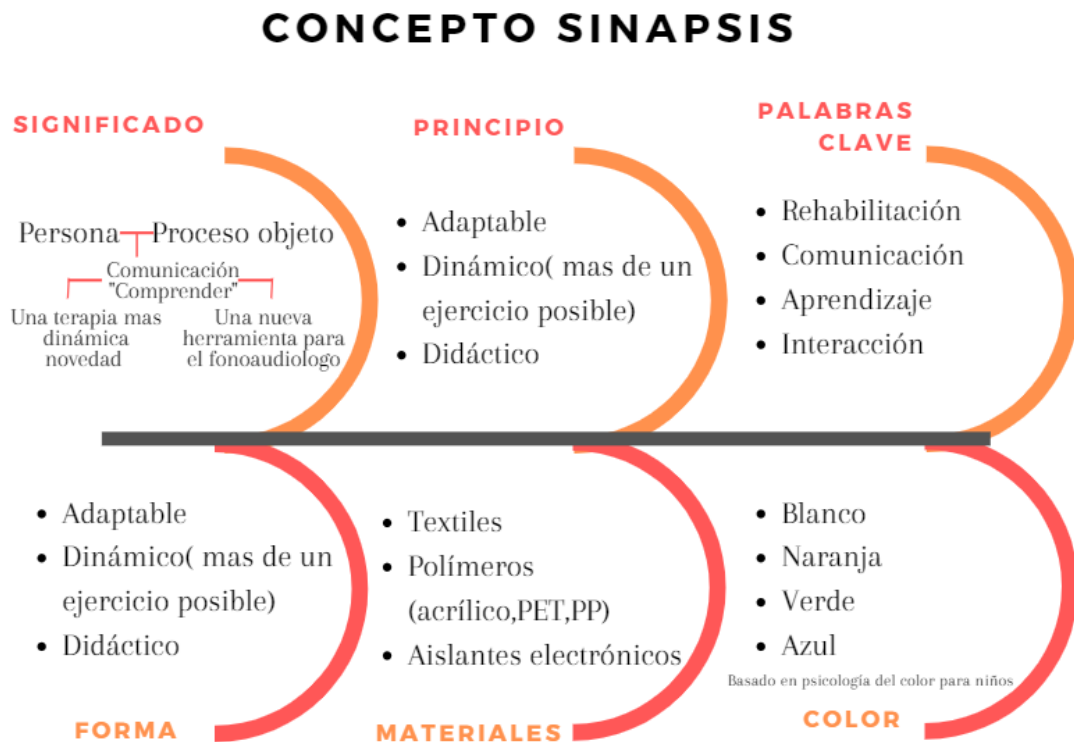 CONCEPTO SINAPSIS
SIGNIFICADO
Persona
Proceso objeto
Comunicación
"Comprender"
Una terapia mas
dinámica
novedad
Una nueva
herramienta para
el fonoaudiologo
PRINCIPIO
• Adaptable
• Dinámico( mas de un
ejercicio posible)
• Didáctico
PALABRAS
CLAVE
• Rehabilitación
• Comunicación
• Aprendizaje
• Interacción
• Adaptable
• Dinámico( mas de un
ejercicio posible)
• Didáctico
FORMA
• Textiles
• Polímeros
(acrílico,PET,PP)
• Aislantes electrónicos
MATERIALES
• Blanco
• Naranja
• Verde
• Azul
Basado en psicología del color para niños
COLOR